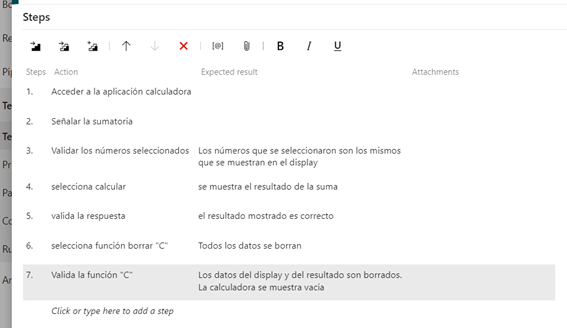 Steps
B I U
Steps Action Expected result Attachments
1. Acceder a la aplicación calculadora
2. Señalar la sumatoria
3. Validar los números seleccionados Los números que se seleccionaron son los mismos
que se muestran en el display
4. selecciona calcular se muestra el resultado de la suma
5. valida la respuesta el resultado mostrado es correcto
6. selecciona función borrar "C" Todos los datos se borran
7. Valida la función "C" Los datos del display y del resultado son borrados.
La calculadora se muestra vacia
Click or type here to add a step